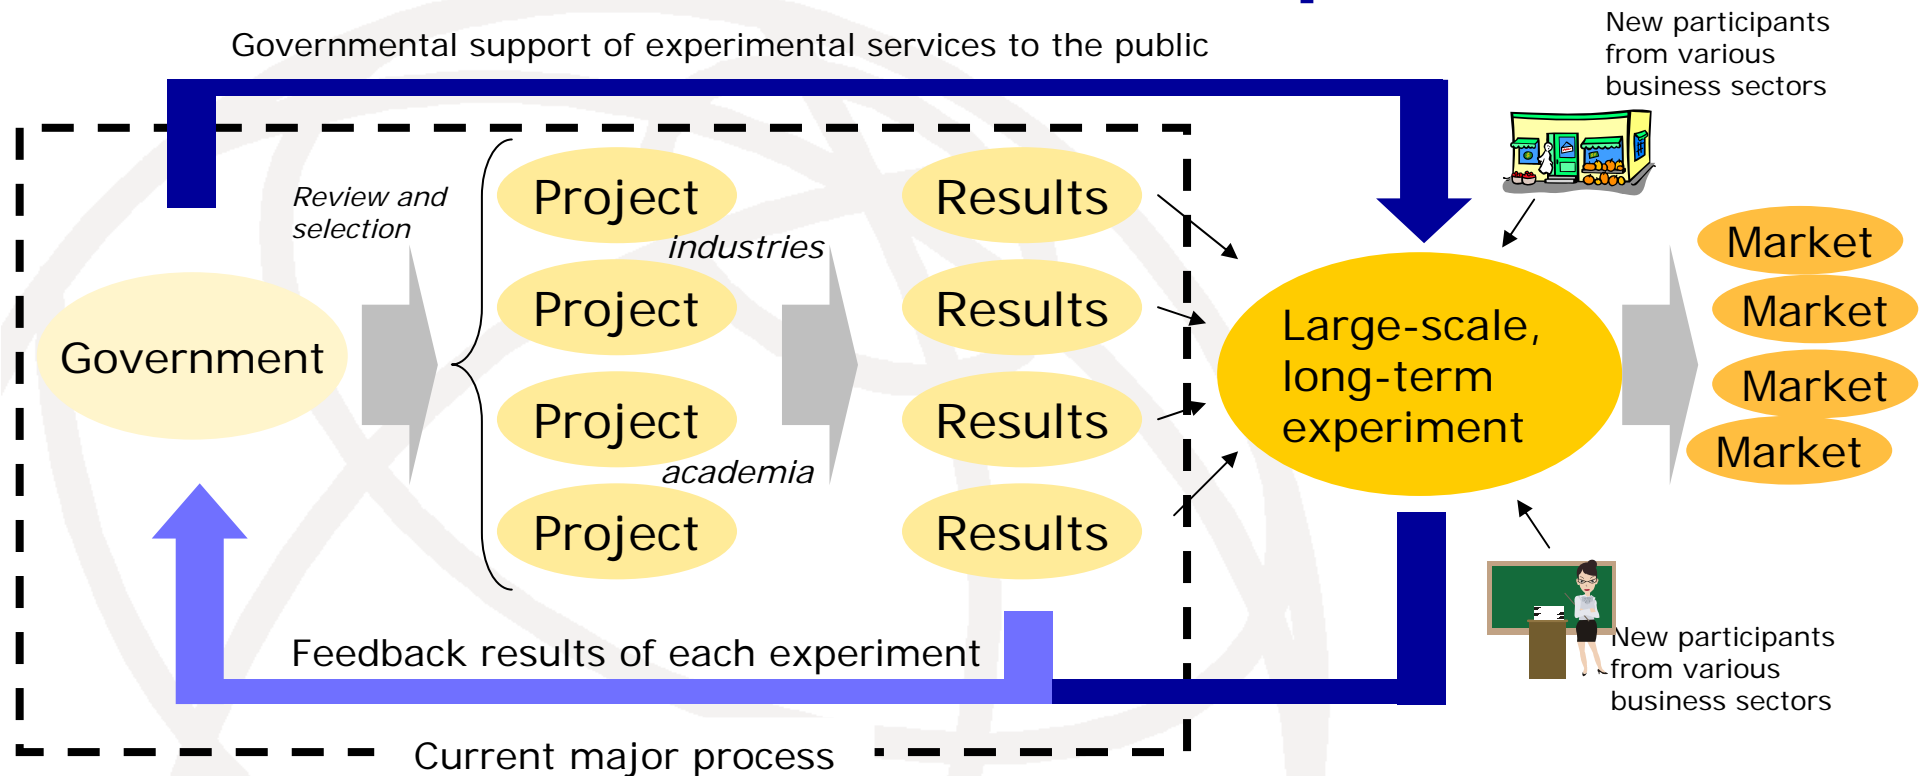 Governmental support of experimental services to the public
New participants
from various
business sectors
Review and
selection
Government
Project
Project
Project
Project
industries
academia
Results
Results
Results
Results
Large-scale,
long-term
experiment
Market
Market
Market
Market
Feedback results of each experiment
New participants
from various
business sectors
Current major process